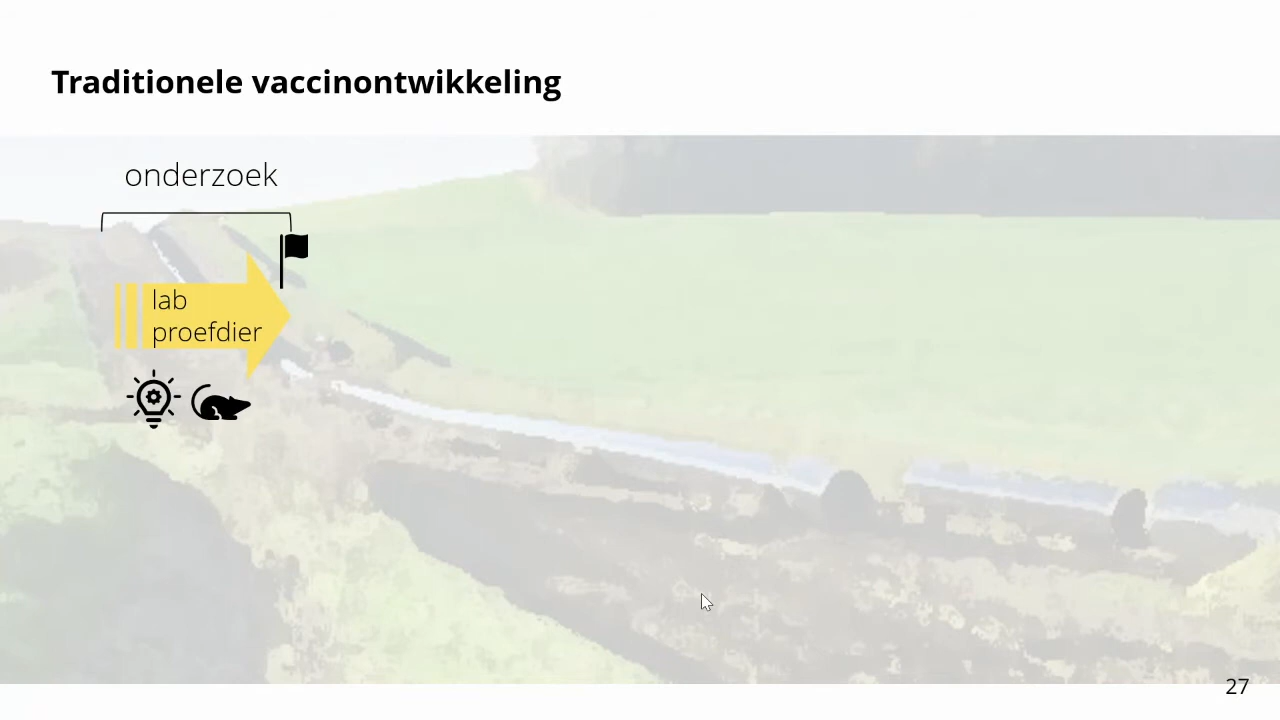 Traditionele vaccinontwikkeling
onderzoek
lab
proefdier
27